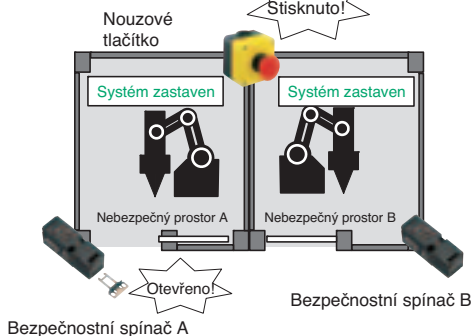 Nouzové
tlačítko
Stisknuto!
Systém zastaven
Systém zastaven
Nebezpečný prostor A
Nebezpečný prostor B
Otevřeno!
Bezpečnostní spínač A
Bezpečnostní spínač B